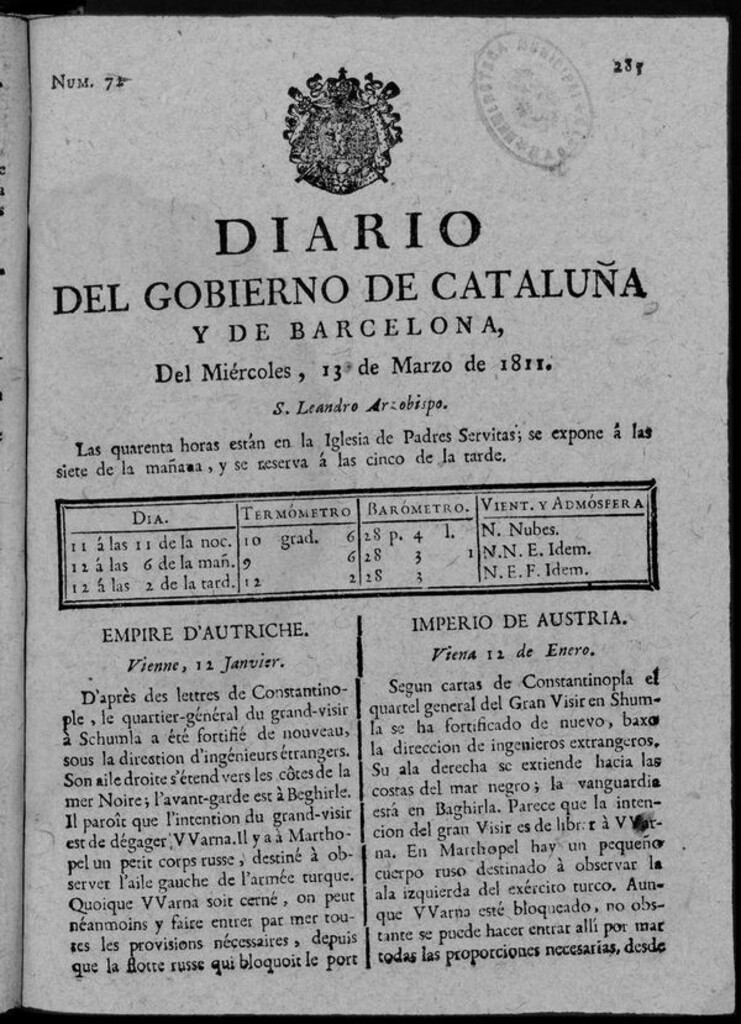 NUM. 72
285
HEMEROTECA MUNICIPAL
DIARIO
DEL GOBIERNO DE CATALUÑA
Y DE BARCELONA,
Del Miércoles, 13 de Marzo de 1811.
S. Leandro Arzobispo.
Las quarenta horas están en la Iglesia de Padres Servitas; se expone á las
siete de la mañana, y se reserva á las cinco de la tarde.
DIA. TERMÓMETRO BARÓMETRO. VIENT. Y ADMÓSFERA
11 á las 11 de la noc. 10 grad. 6 28 p. 4 l. N. Nubes.
12 á las 6 de la mañ. 9 6 28 3 1 N.N. E. Idem.
12 á las 2 de la tard. 12 2 28 3 N. E. F. Idem.
EMPIRE D'AUTRICHE.
Vienne, 12 Janvier.
D'après des lettres de Constantino-
ple, le quartier-général du grand-visir
à Schumla a été fortifié de nouveau,
sous la direction d'ingénieurs étrangers.
Son aile droite s'étend vers les côtes de la
mer Noire; l'avant-garde est à Beghirle.
Il paroît que l'intention du grand-visir
est de dégager VVarna. Il y a à Marcho-
pel un petit corps russe, destiné à ob-
server l'aile gauche de l'armée turque.
Quoique VVarna soit cerné, on peut
néanmoins y faire entrer par mer tou-
tes les provisions nécessaires, depuis
que la flotte russe qui bloquoit le port
IMPERIO DE AUSTRIA.
Viena 12 de Enero.
Segun cartas de Constantinopla el
quartel general del Gran Visir en Shum-
la se ha fortificado de nuevo, baxo
la direccion de ingenieros extrangeros.
Su ala derecha se extiende hacia las
costas del mar negro; la vanguardia
está en Baghirla. Parece que la inten-
cion del gran Visir es de librar à VVar-
na. En Marchopel hay un pequeño
cuerpo ruso destinado à observar la
ala izquierda del exército turco. Aun-
que VVarna esté bloqueado, no obs-
tante se puede hacer entrar allí por mar
todas las proporciones necesarias, desde